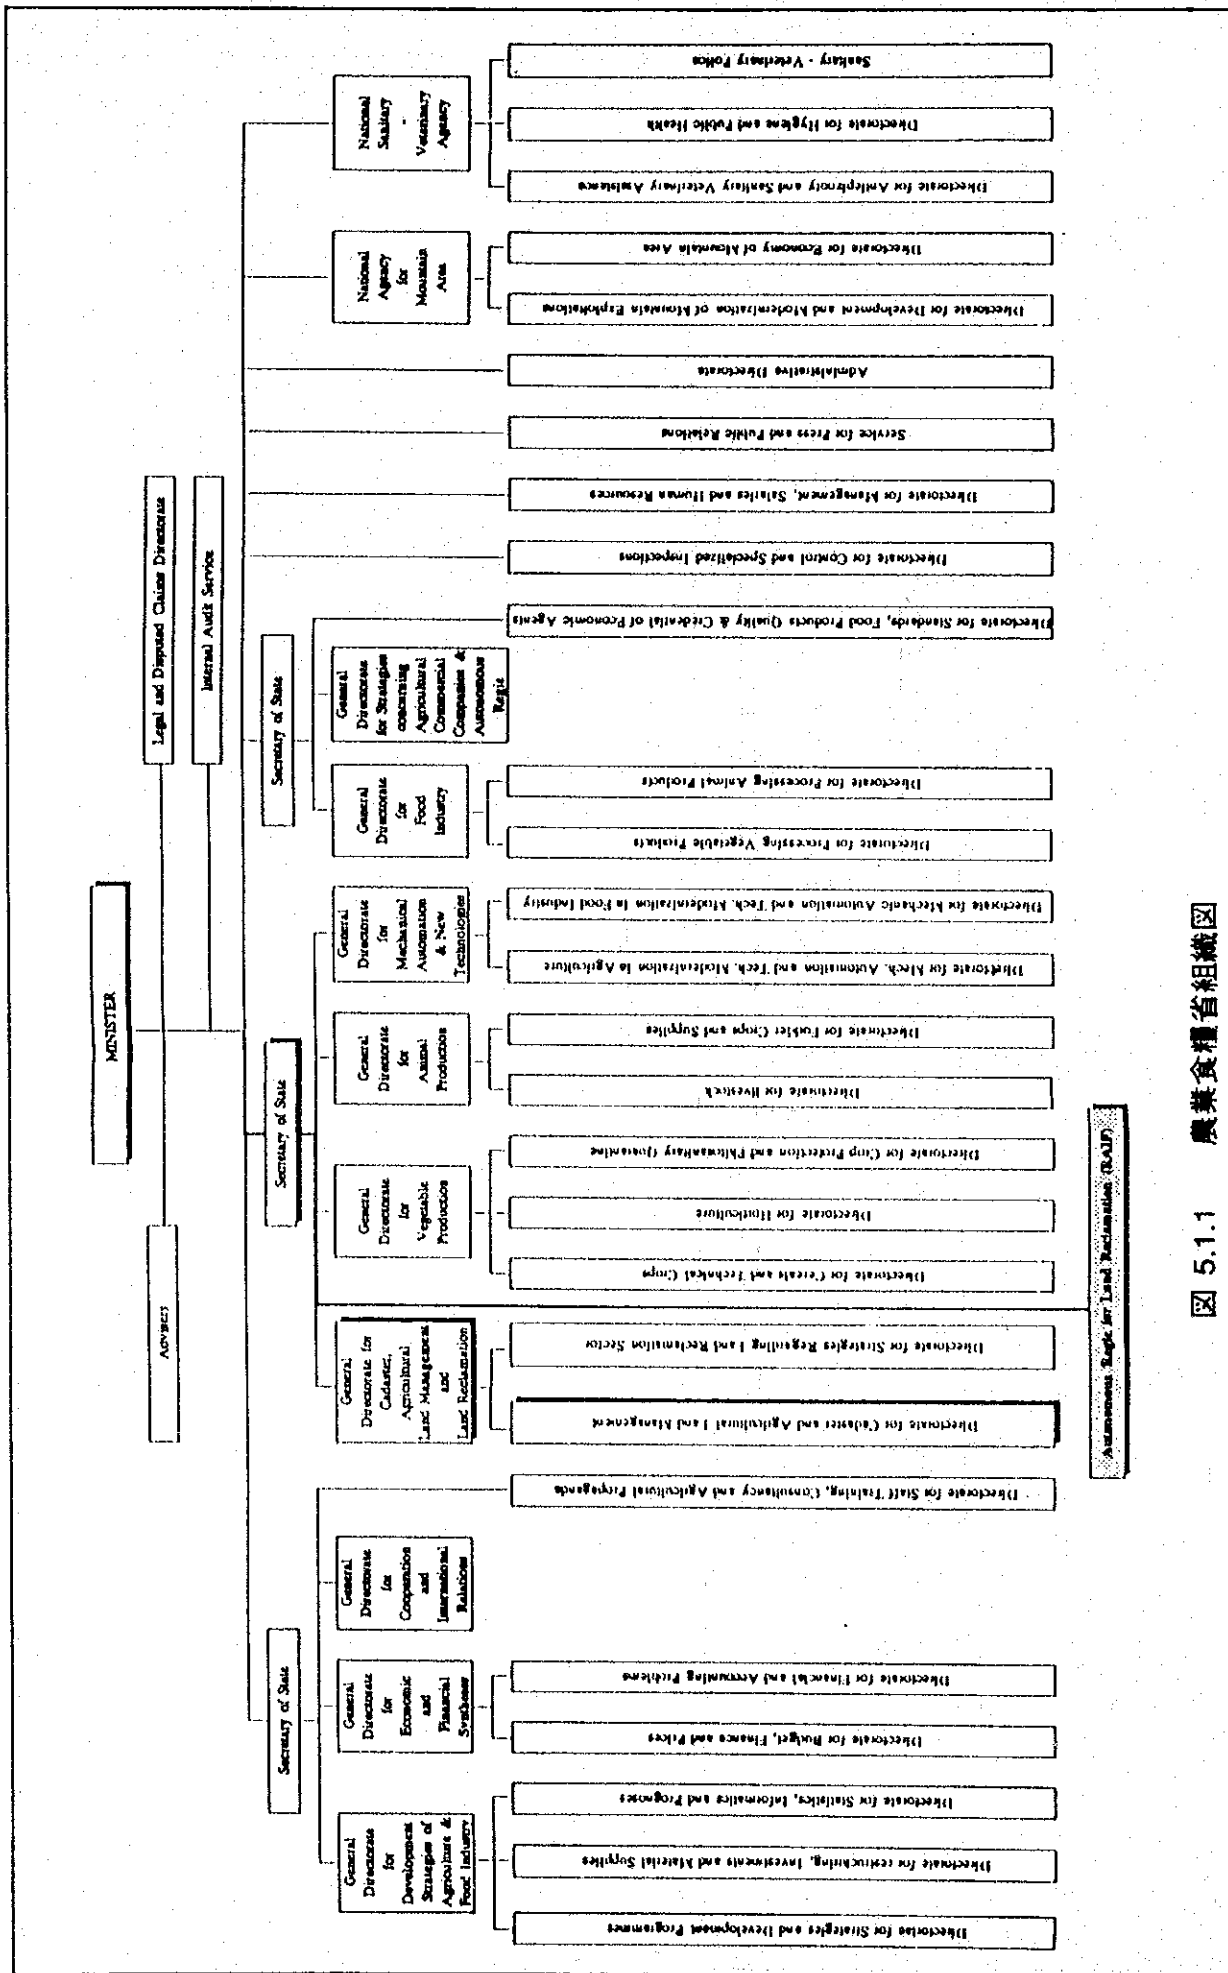 MINISTER
Advisers
Legal and Disputed Claims Directorate
Internal Audit Service
Secretary of State
General
Directorate
for
Development
Strategies of
Agriculture &
Food Industry
Directoriae for Strategies and Development Programmes
Directorate for restructuring, Investments and Material Supplies
Directorate for Statistics, Informatics and Prognoses
General
Directorate
for
Economic
and
Financial
Syntheses
Directorate for Budget, Finance and Prices
Directorate for Financial and Accounting Problems
General
Directorate
for
Cooperation
and
International
Relations
Directorate for Staff Training, Consultancy and Agricultural Propaganda
Secretary of State
General
Directorate for
Cadaster,
Agricultural
Land Management
and
Land Reclamation
Directorate for Cadaster and Agricultural Land Management
Directorate for Strategies Regarding Land Reclamation Sector
Autonomous Regie for Land Reclamation (RAIF)
General
Directorate
for
Vegetable
Production
Directorate for Cereals and Technical Crops
Directorate for Horticulture
Directorate for Crop Protection and Phitosanitary Quarantine
General
Directorate
for
Animal
Production
Directorate for livestock
Directorate for Fodder Crops and Supplies
General
Directorate
for
Mechanical
Automation
& New
Technologies
Directorate for Mech. Automation and Tech. Modernization in Agriculture
Directorate for Mechanic Automation and Tech. Modernization in Food Industry
Secretary of State
General
Directorate
for
Food
Industry
Directorate for Processing Vegetable Products
Directorate for Processing Animal Products
General
Directorate
for Strategies
concerning
Agricultural
Commercial
Companies &
Autonomous
Regie
Directorate for Standards, Food Products Quality & Credential of Economic Agents
Directorate for Control and Specialized Inspections
Directorate for Management, Salaries and Human Resources
Service for Press and Public Relations
Administrative Directorate
National
Agency
for
Mountain
Area
Directorate for Development and Modernization of Mountain Exploitations
Directorate for Economy of Mountain Area
National
Sanitary
-
Veterinary
Agency
Directorate for Antiepizooty and Sanitary Veterinary Assistance
Directorate for Hygiene and Public Health
Sanitary - Veterinary Police
図 5.1.1 農業食糧省組織図